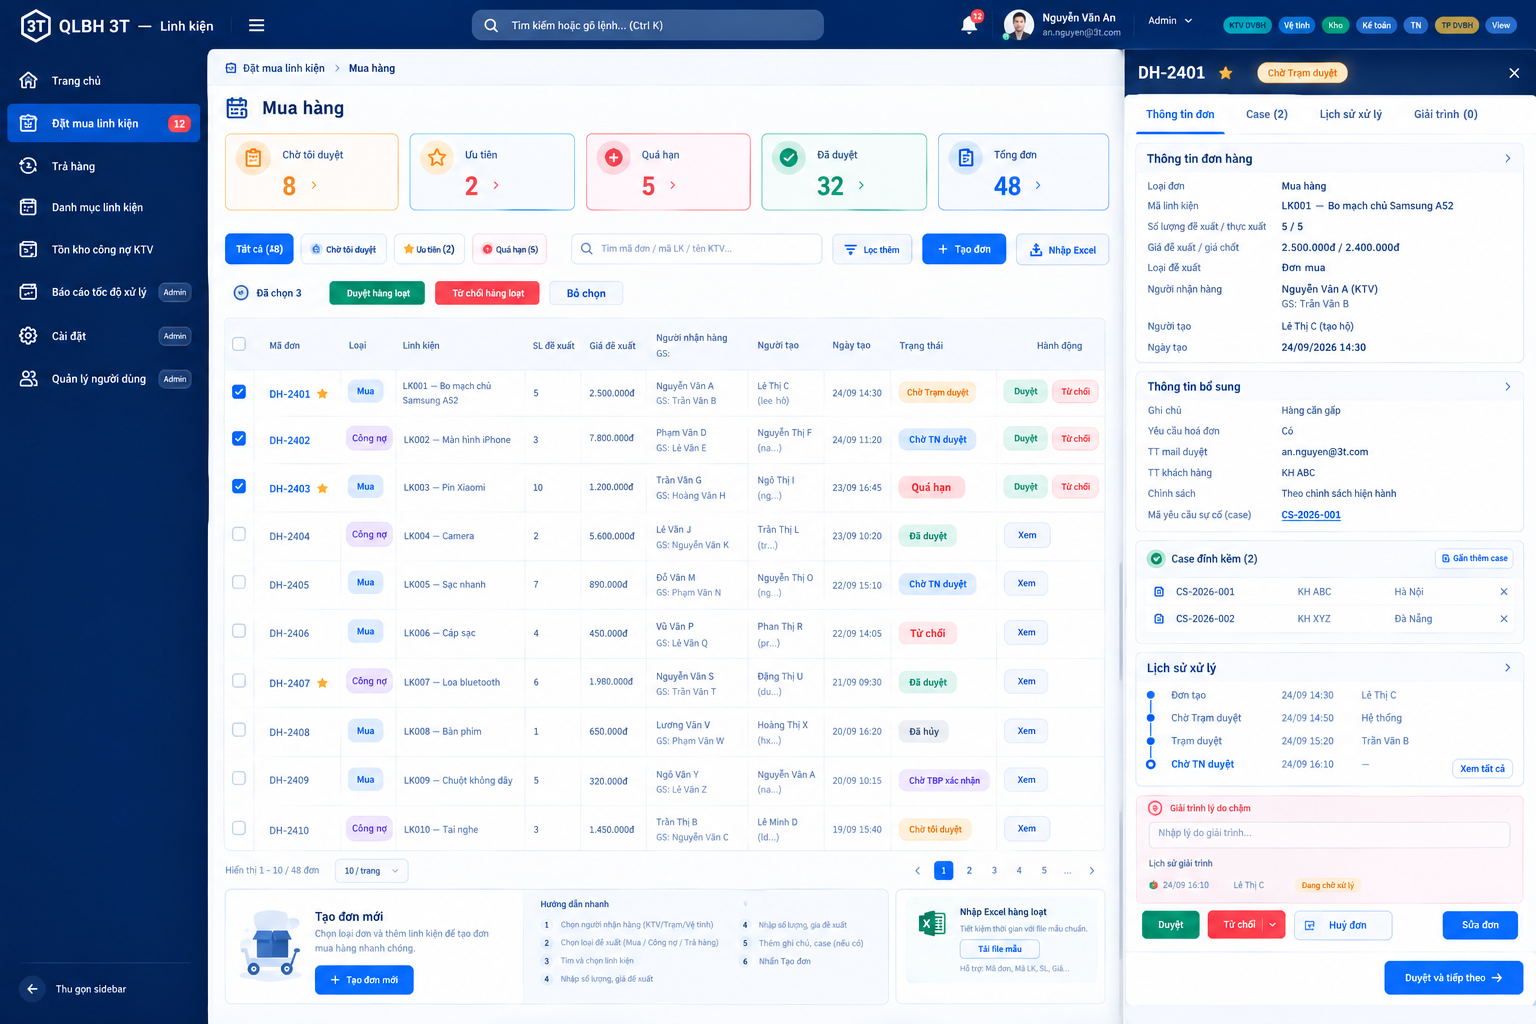 3T QLBH 3T — Linh kiện
Tìm kiếm hoặc gõ lệnh... (Ctrl K)
12
Nguyễn Văn An
an.nguyen@3t.com
Admin
KTV DVBH
Vệ tinh
Kho
Kế toán
TN
TP DVBH
View
Trang chủ
Đặt mua linh kiện 12
Trả hàng
Danh mục linh kiện
Tồn kho công nợ KTV
Báo cáo tốc độ xử lý Admin
Cài đặt Admin
Quản lý người dùng Admin
Thu gọn sidebar
Đặt mua linh kiện > Mua hàng
Mua hàng
Chờ tôi duyệt
8
Ưu tiên
2
Quá hạn
5
Đã duyệt
32
Tổng đơn
48
Tất cả (48)
Chờ tôi duyệt
Ưu tiên (2)
Quá hạn (5)
Tìm mã đơn / mã LK / tên KTV...
Lọc thêm
+ Tạo đơn
Nhập Excel
Đã chọn 3
Duyệt hàng loạt
Từ chối hàng loạt
Bỏ chọn
Mã đơn Loại Linh kiện SL đề xuất Giá đề xuất Người nhận hàng GS: Người tạo Ngày tạo Trạng thái Hành động
DH-2401 Mua LK001 — Bo mạch chủ Samsung A52 5 2.500.000đ Nguyễn Văn A GS: Trần Văn B Lê Thị C (lee hô) 24/09 14:30 Chờ Trạm duyệt Duyệt Từ chối
DH-2402 Công nợ LK002 — Màn hình iPhone 3 7.800.000đ Phạm Văn D GS: Lê Văn E Nguyễn Thị F (na...) 24/09 11:20 Chờ TN duyệt Duyệt Từ chối
DH-2403 Mua LK003 — Pin Xiaomi 10 1.200.000đ Trần Văn G GS: Hoàng Văn H Ngô Thị I (ng...) 23/09 16:45 Quá hạn Duyệt Từ chối
DH-2404 Công nợ LK004 — Camera 2 5.600.000đ Lê Văn J GS: Nguyễn Văn K Trần Thị L (tr...) 23/09 10:20 Đã duyệt Xem
DH-2405 Mua LK005 — Sạc nhanh 7 890.000đ Đỗ Văn M GS: Phạm Văn N Nguyễn Thị O (ng...) 22/09 15:10 Chờ TN duyệt Xem
DH-2406 Mua LK006 — Cáp sạc 4 450.000đ Vũ Văn P GS: Lê Văn Q Phan Thị R (pr...) 22/09 14:05 Từ chối Xem
DH-2407 Công nợ LK007 — Loa bluetooth 6 1.980.000đ Nguyễn Văn S GS: Trần Văn T Đặng Thị U (du...) 21/09 09:30 Đã duyệt Xem
DH-2408 Mua LK008 — Bàn phím 1 650.000đ Lương Văn V GS: Phạm Văn W Hoàng Thị X (hx...) 20/09 16:20 Đã hủy Xem
DH-2409 Mua LK009 — Chuột không dây 5 320.000đ Ngô Văn Y GS: Lê Văn Z Nguyễn Văn A (na...) 20/09 10:15 Chờ TBP xác nhận Xem
DH-2410 Công nợ LK010 — Tai nghe 3 1.450.000đ Trần Thị B GS: Nguyễn Văn C Lê Minh D (ld...) 19/09 15:40 Chờ tôi duyệt Xem
Hiển thị 1 - 10 / 48 đơn
10 / trang
1 2 3 4 5 ...
Tạo đơn mới
Chọn loại đơn và thêm linh kiện để tạo đơn
mua hàng nhanh chóng.
+ Tạo đơn mới
Hướng dẫn nhanh
1 Chọn người nhận hàng (KTV/Trạm/Vệ tinh)
2 Chọn loại đề xuất (Mua / Công nợ / Trả hàng)
3 Tìm và chọn linh kiện
4 Nhập số lượng, giá đề xuất
4 Nhập số lượng, gia đề xuất
5 Thêm ghi chú, case (nếu có)
6 Nhấn Tạo đơn
Nhập Excel hàng loạt
Tiết kiệm thời gian với file mẫu chuẩn.
Tải file mẫu
Hỗ trợ: Mã đơn, Mã LK, SL, Giá...
DH-2401
Chờ Trạm duyệt
Thông tin đơn
Case (2)
Lịch sử xử lý
Giải trình (0)
Thông tin đơn hàng
Loại đơn Mua hàng
Mã linh kiện LK001 — Bo mạch chủ Samsung A52
Số lượng đề xuất / thực xuất 5 / 5
Giá đề xuất / giá chốt 2.500.000đ / 2.400.000đ
Loại đề xuất Đơn mua
Người nhận hàng Nguyễn Văn A (KTV)
GS: Trần Văn B
Người tạo Lê Thị C (tạo hộ)
Ngày tạo 24/09/2026 14:30
Thông tin bổ sung
Ghi chú Hàng cần gấp
Yêu cầu hoá đơn Có
TT mail duyệt an.nguyen@3t.com
TT khách hàng KH ABC
Chính sách Theo chính sách hiện hành
Mã yêu cầu sự cố (case) CS-2026-001
Case đính kèm (2)
Gắn thêm case
CS-2026-001 KH ABC Hà Nội
CS-2026-002 KH XYZ Đà Nẵng
Lịch sử xử lý
Đơn tạo 24/09 14:30 Lê Thị C
Chờ Trạm duyệt 24/09 14:50 Hệ thống
Trạm duyệt 24/09 15:20 Trần Văn B
Chờ TN duyệt 24/09 16:10 —
Xem tất cả
Giải trình lý do chậm
Nhập lý do giải trình...
Lịch sử giải trình
24/09 16:10 Lê Thị C Đang chờ xử lý
Duyệt
Từ chối
Huỷ đơn
Sửa đơn
Duyệt và tiếp theo →